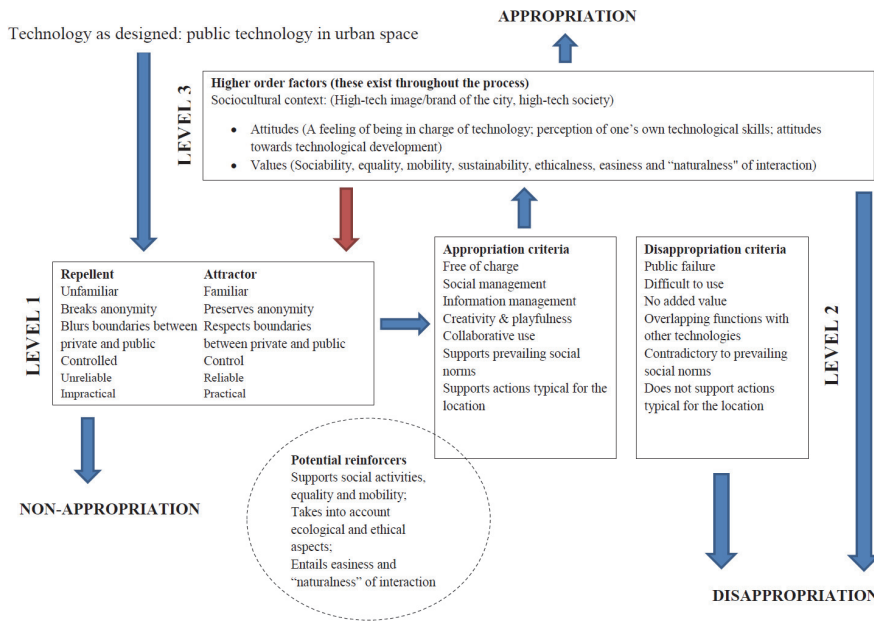 APPROPRIATION
Technology as designed: public technology in urban space
LEVEL 3
Higher order factors (these exist throughout the process)
Sociocultural context: (High-tech image/brand of the city, high-tech society)
• Attitudes (A feeling of being in charge of technology; perception of one's own technological skills; attitudes
towards technological development)
• Values (Sociability, equality, mobility, sustainability, ethicalness, easiness and “naturalness" of interaction)
LEVEL 1
Repellent
Unfamiliar
Breaks anonymity
Blurs boundaries between
private and public
Controlled
Unreliable
Impractical
Attractor
Familiar
Preserves anonymity
Respects boundaries
between private and public
Control
Reliable
Practical
Appropriation criteria
Free of charge
Social management
Information management
Creativity & playfulness
Collaborative use
Supports prevailing social
norms
Supports actions typical for the
location
Disappropriation criteria
Public failure
Difficult to use
No added value
Overlapping functions with
other technologies
Contradictory to prevailing
social norms
Does not support actions
typical for the location
LEVEL 2
Potential reinforcers
Supports social activities,
equality and mobility;
Takes into account
ecological and ethical
aspects;
Entails easiness and
“naturalness” of interaction
NON-APPROPRIATION
DISAPPROPRIATION